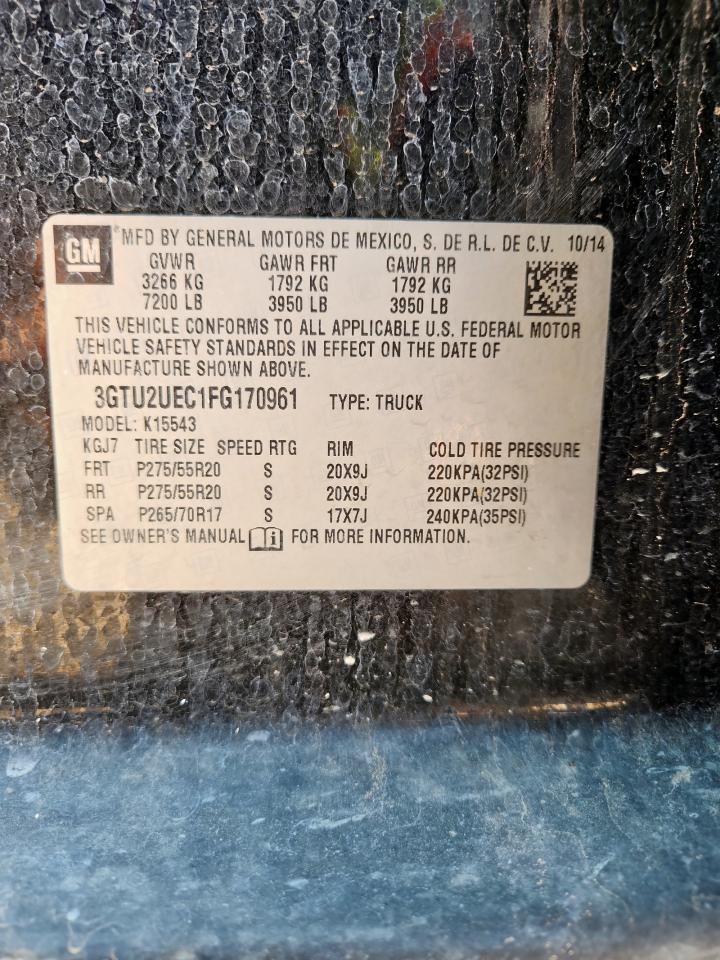 GM
®MFD BY GENERAL MOTORS DE MEXICO, S. DE R.L. DE C.V. 10/14
GVWR GAWR FRT GAWR RR
3266 KG 1792 KG 1792 KG
7200 LB 3950 LB 3950 LB
THIS VEHICLE CONFORMS TO ALL APPLICABLE U.S. FEDERAL MOTOR
VEHICLE SAFETY STANDARDS IN EFFECT ON THE DATE OF
MANUFACTURE SHOWN ABOVE.
3GTU2UEC1FG170961 TYPE: TRUCK
MODEL: K15543
KGJ7 TIRE SIZE SPEED RTG RIM COLD TIRE PRESSURE
FRT P275/55R20 S 20X9J 220KPA(32PSI)
RR P275/55R20 S 20X9J 220KPA(32PSI)
SPA P265/70R17 S 17X7J 240KPA(35PSI)
SEE OWNER'S MANUAL i FOR MORE INFORMATION.